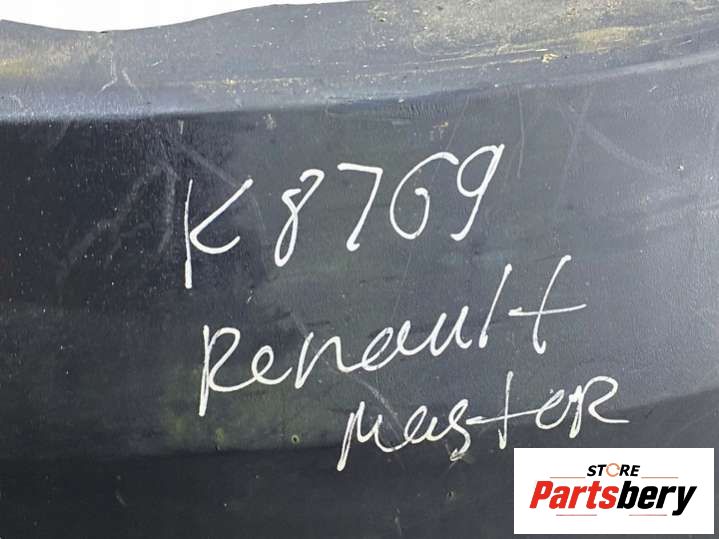 K8769
Renault
master
STORE
Partsbery